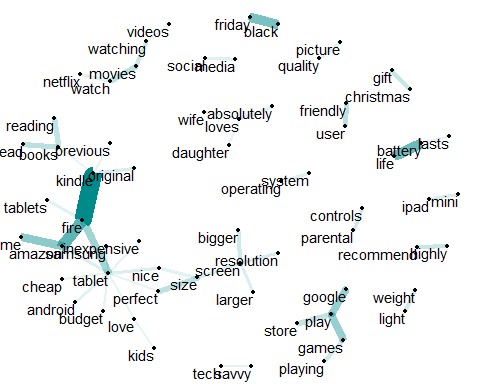 friday
black
videos
watching
movies
netflix
watch
social
media
picture
quality
gift
christmas
reading
ead
books
previous
wife
absolutely
loves
friendly
user
daughter
battery
lasts
life
kindle
original
operating
system
tablets
fire
controls
parental
ipad
mini
me
amazon
samsung
inexpensive
bigger
resolution
recommend
highly
cheap
tablet
nice
screen
size
perfect
larger
android
budget
love
google
play
store
games
playing
weight
light
kids
tech
savvy